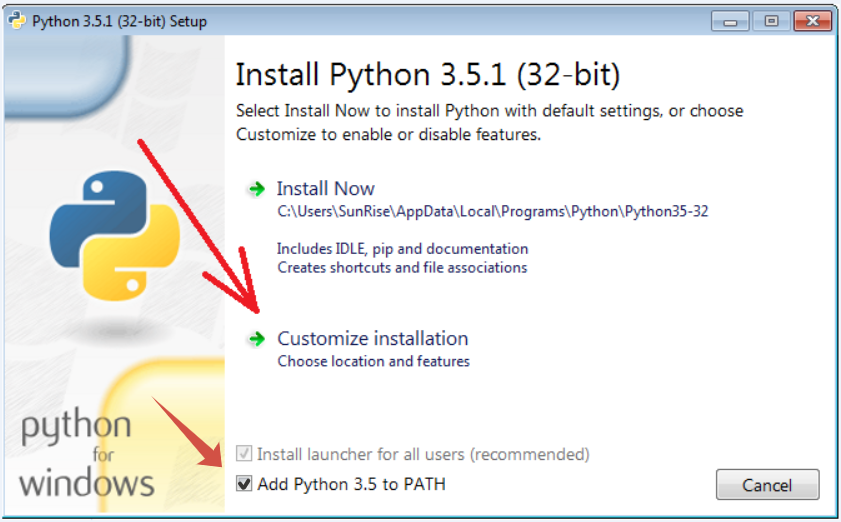 Python 3.5.1 (32-bit) Setup
Install Python 3.5.1 (32-bit)
Select Install Now to install Python with default settings, or choose
Customize to enable or disable features.
Install Now
C:\Users\SunRise\AppData\Local\Programs\Python\Python35-32
Includes IDLE, pip and documentation
Creates shortcuts and file associations
Customize installation
Choose location and features
python
for
windows
Install launcher for all users (recommended)
Add Python 3.5 to PATH
Cancel